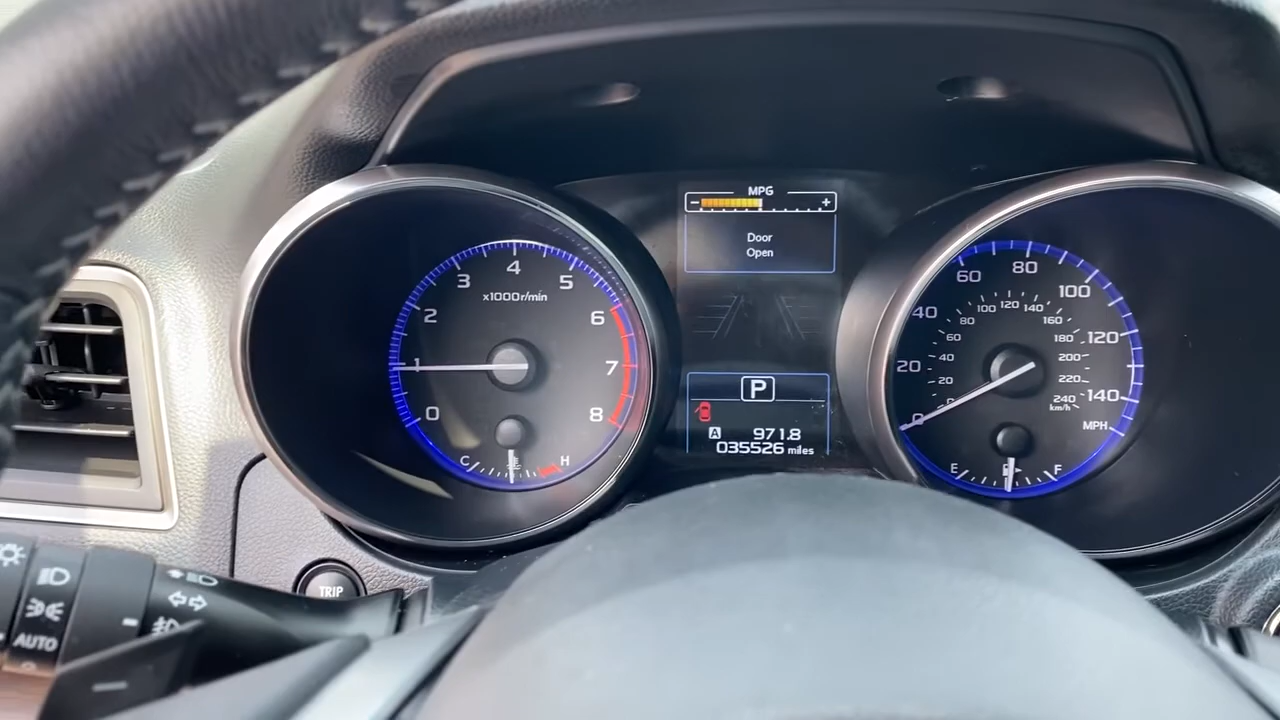 MPG
- +
Door
Open
0
1
2
3
4
5
6
7
8
x1000r/min
C H
P
A 971.8
035526 miles
0
20
40
60
80
100
120
140
MPH
20
40
60
80
100
120
140
160
180
200
220
240
km/h
E F
TRIP
AUTO